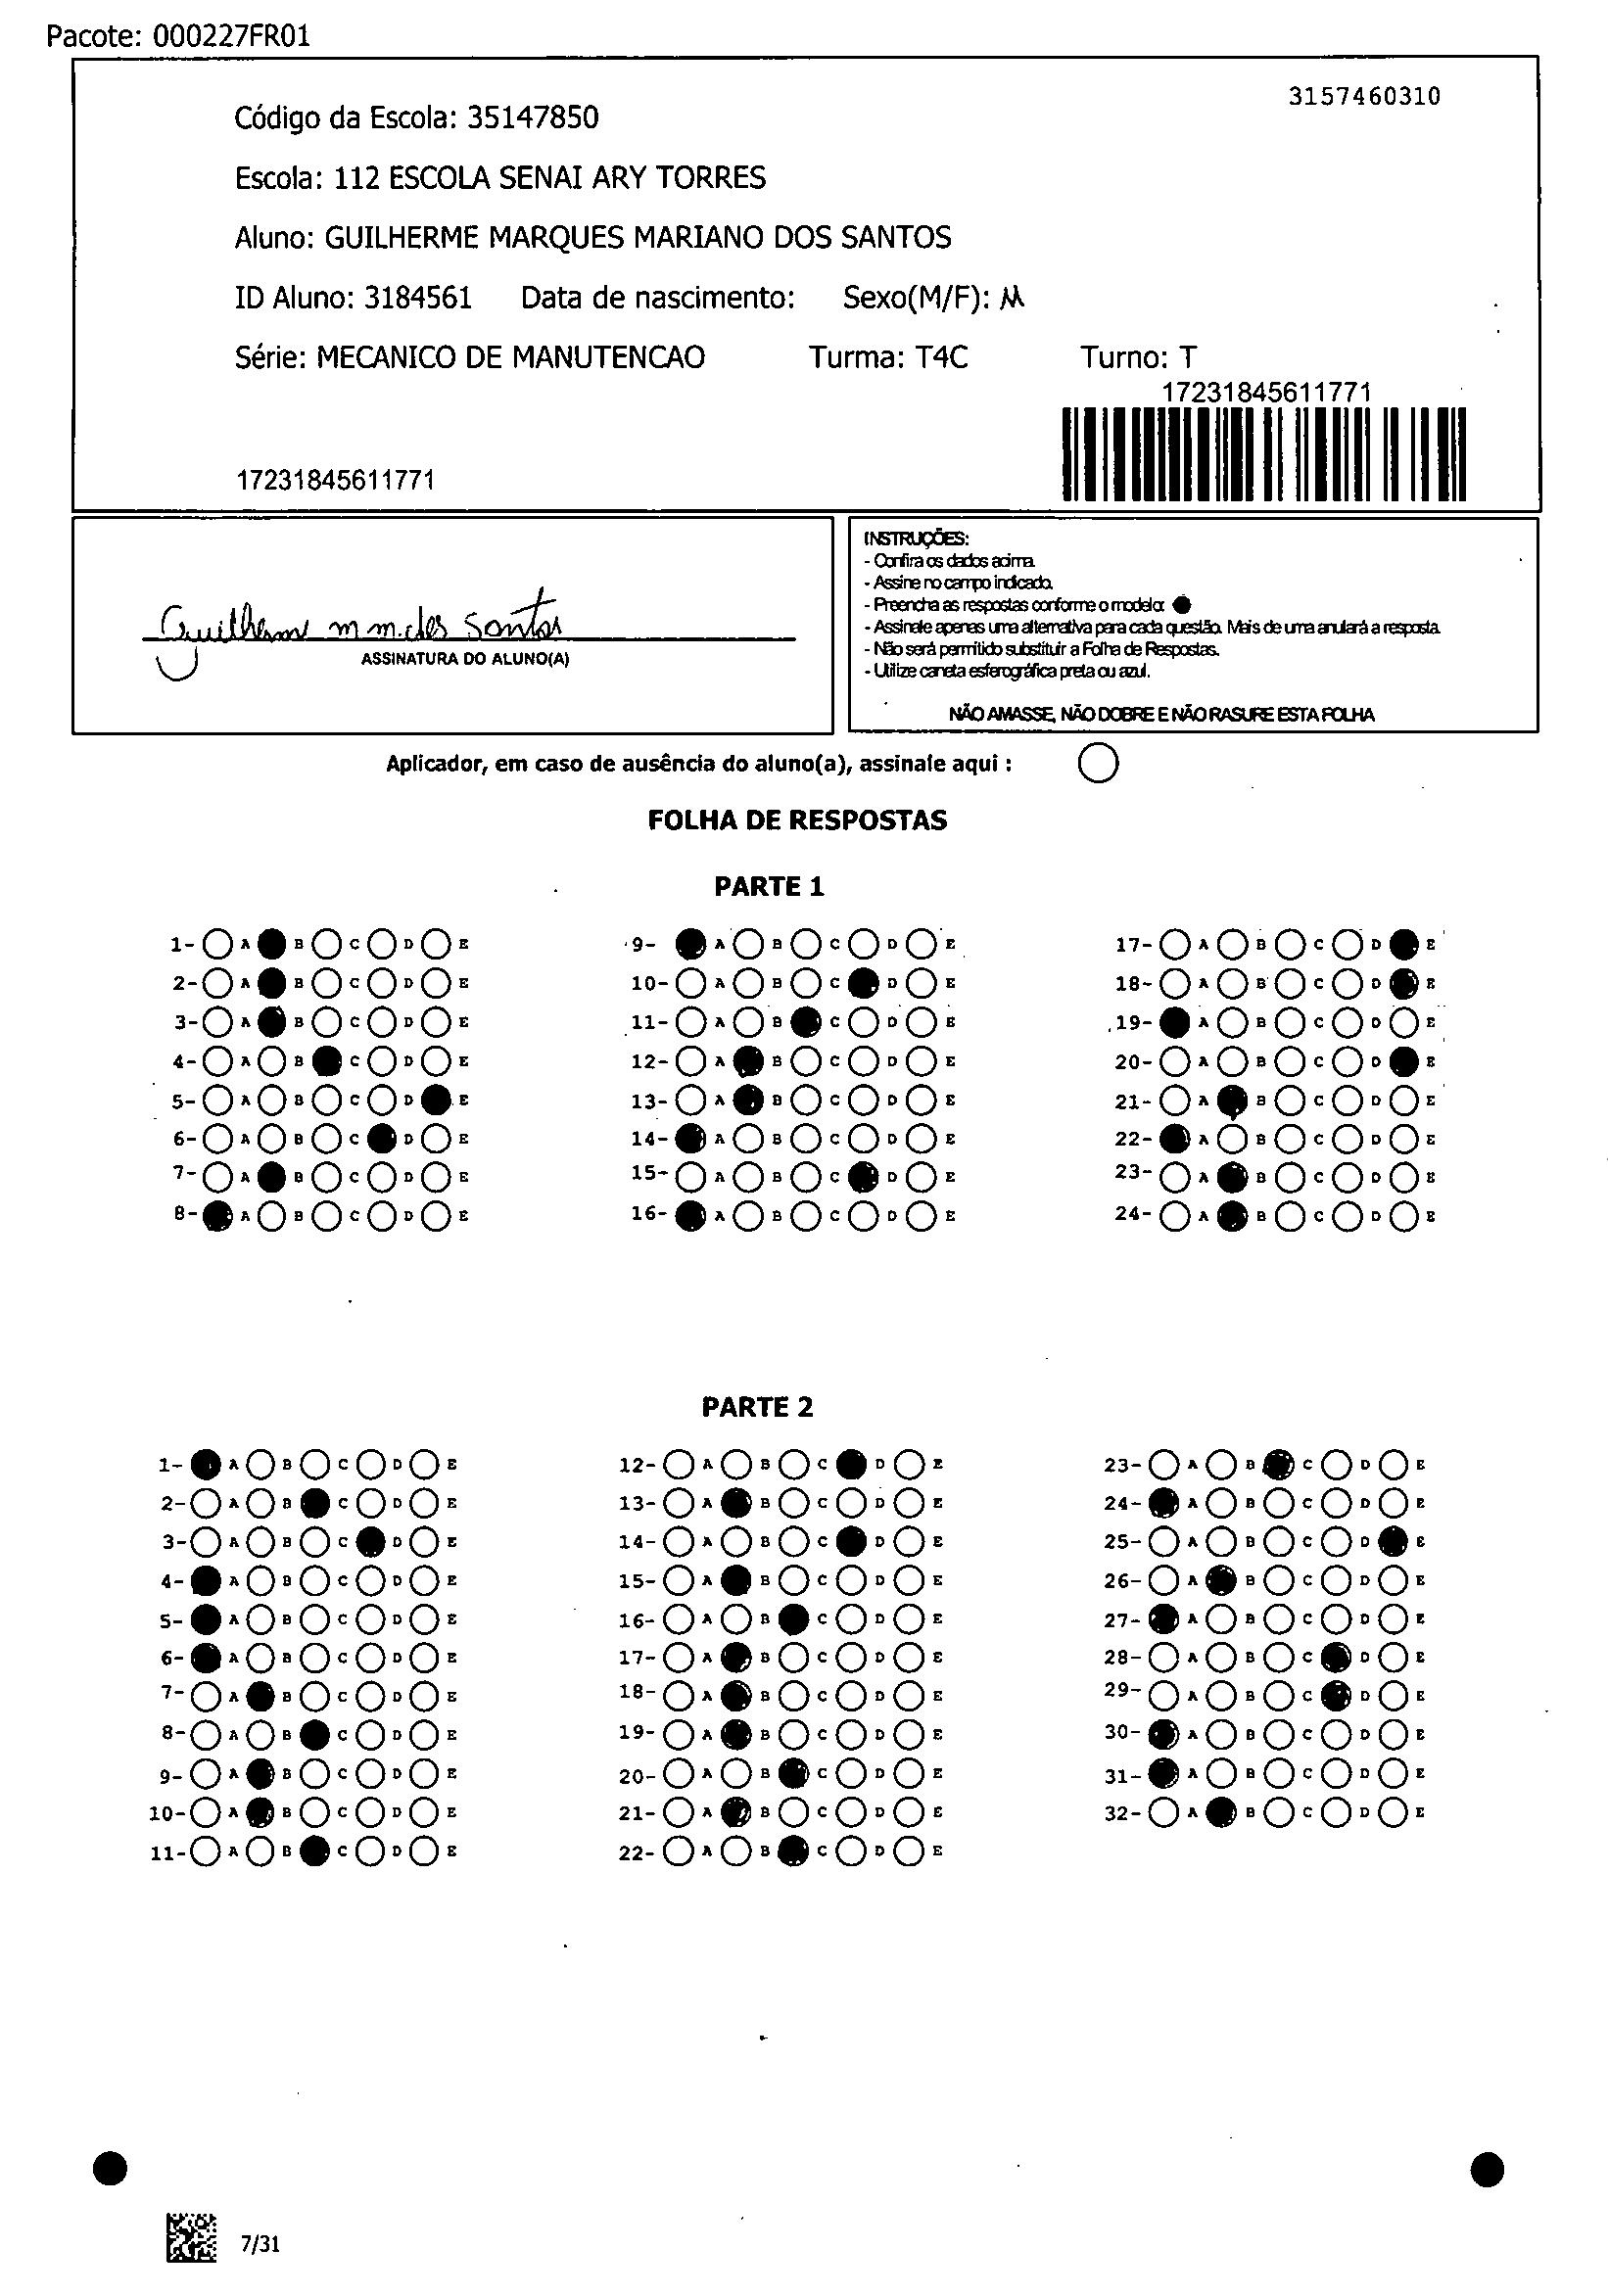 Pacote: 000227FR01
3157460310
Código da Escola: 35147850
Escola: 112 ESCOLA SENAI ARY TORRES
Aluno: GUILHERME MARQUES MARIANO DOS SANTOS
ID Aluno: 3184561 Data de nascimento: Sexo(M/F): M
Série: MECANICO DE MANUTENCAO Turma: T4C Turno: T
17231845611771
17231845611771
Guilherme m m. dos Santos
ASSINATURA DO ALUNO(A)
INSTRUÇÕES:
- Confira os dados acima.
- Assine no campo indicado.
- Preencha as respostas conforme o modelo:
- Assinale apenas uma alternativa para cada questão. Mais de uma anulará a resposta.
- Não será permitido substituir a Folha de Respostas.
- Utilize caneta esferográfica preta ou azul.
NÃO AMASSE, NÃO DOBRE E NÃO RASURE ESTA FOLHA
Aplicador, em caso de ausência do aluno(a), assinale aqui :
FOLHA DE RESPOSTAS
PARTE 1
1- A B C D E 9- A B C D E 17- A B C D E
2- A B C D E 10- A B C D E 18- A B C D E
3- A B C D E 11- A B C D E 19- A B C D E
4- A B C D E 12- A B C D E 20- A B C D E
5- A B C D E 13- A B C D E 21- A B C D E
6- A B C D E 14- A B C D E 22- A B C D E
7- A B C D E 15- A B C D E 23- A B C D E
8- A B C D E 16- A B C D E 24- A B C D E
PARTE 2
1- A B C D E 12- A B C D E 23- A B C D E
2- A B C D E 13- A B C D E 24- A B C D E
3- A B C D E 14- A B C D E 25- A B C D E
4- A B C D E 15- A B C D E 26- A B C D E
5- A B C D E 16- A B C D E 27- A B C D E
6- A B C D E 17- A B C D E 28- A B C D E
7- A B C D E 18- A B C D E 29- A B C D E
8- A B C D E 19- A B C D E 30- A B C D E
9- A B C D E 20- A B C D E 31- A B C D E
10- A B C D E 21- A B C D E 32- A B C D E
11- A B C D E 22- A B C D E
7/31